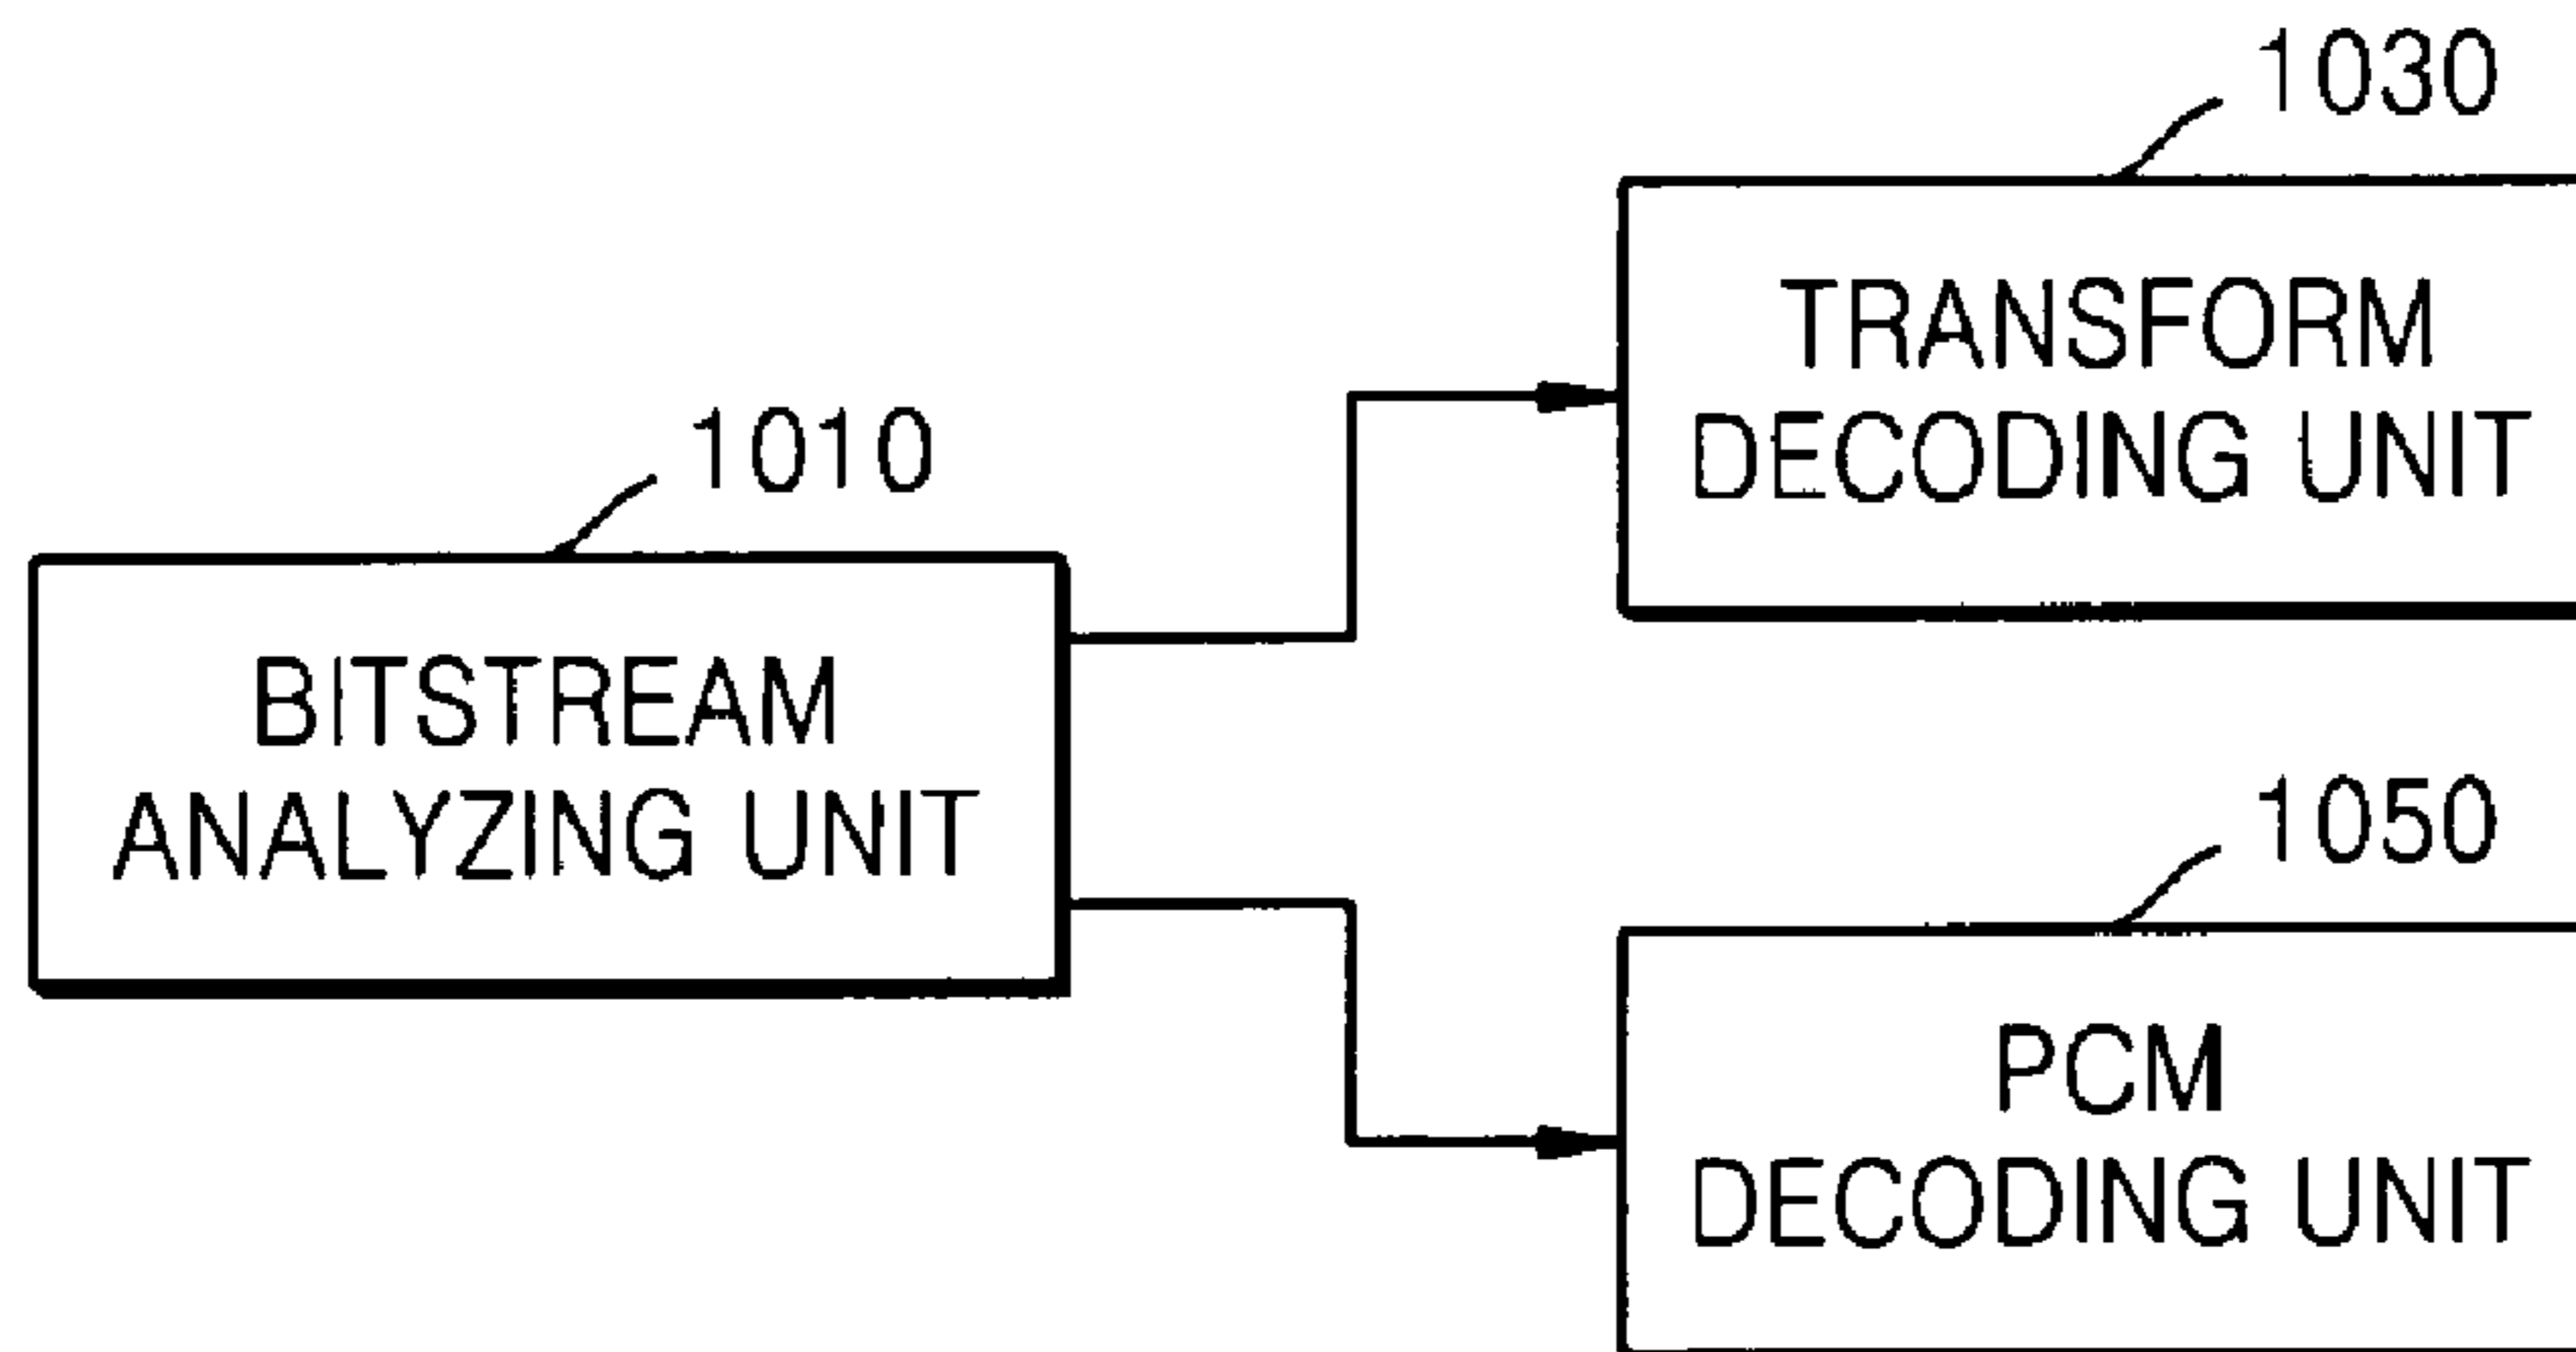 1030
TRANSFORM
DECODING UNIT
1010
BITSTREAM
ANALYZING UNIT
1050
PCM
DECODING UNIT